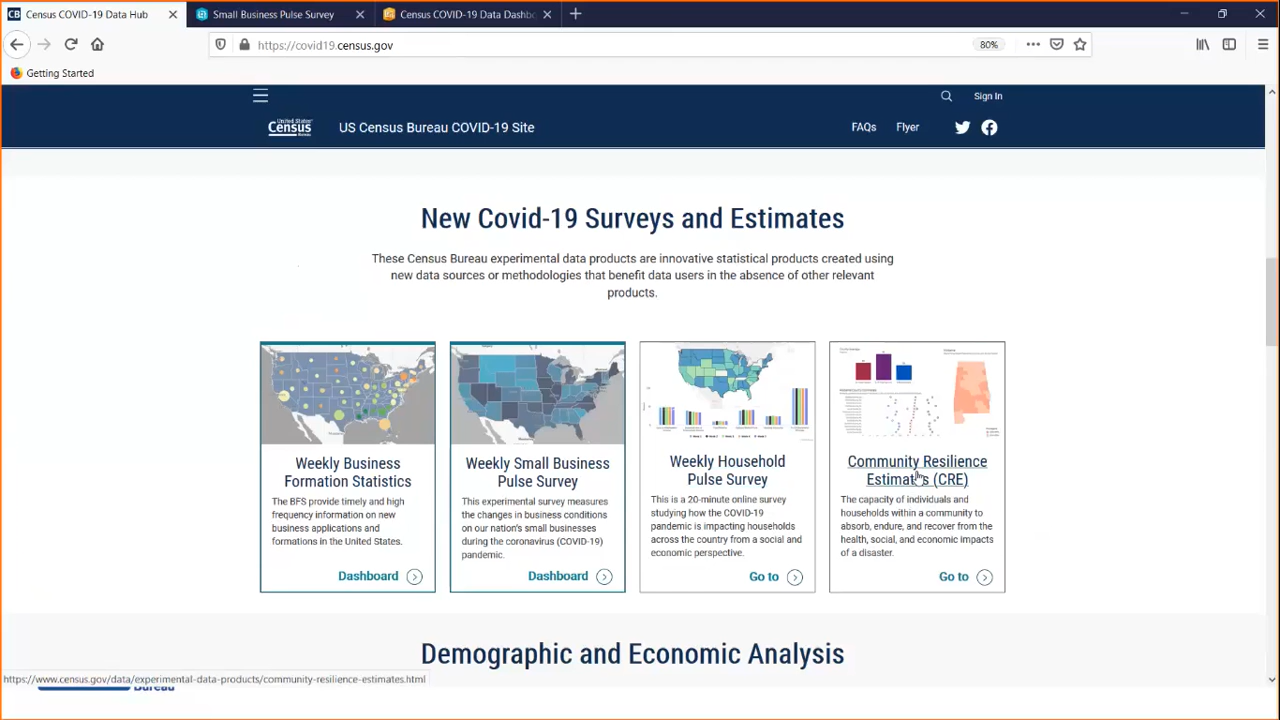 Census COVID-19 Data Hub
Small Business Pulse Survey
Census COVID-19 Data Dashb
https://covid19.census.gov
80%
Getting Started
Sign In
United States
Census
US Census Bureau COVID-19 Site
FAQs
Flyer
New Covid-19 Surveys and Estimates
These Census Bureau experimental data products are innovative statistical products created using
new data sources or methodologies that benefit data users in the absence of other relevant
products.
Weekly Business
Formation Statistics
The BFS provide timely and high
frequency information on new
business applications and
formations in the United States.
Dashboard
Weekly Small Business
Pulse Survey
This experimental survey measures
the changes in business conditions
on our nation's small businesses
during the coronavirus (COVID-19)
pandemic.
Dashboard
Weekly Household
Pulse Survey
This is a 20-minute online survey
studying how the COVID-19
pandemic is impacting households
across the country from a social and
economic perspective.
Go to
Community Resilience
Estimates (CRE)
The capacity of individuals and
households within a community to
absorb, endure, and recover from the
health, social, and economic impacts
of a disaster.
Go to
Demographic and Economic Analysis
https://www.census.gov/data/experimental-data-products/community-resilience-estimates.html
Bureau